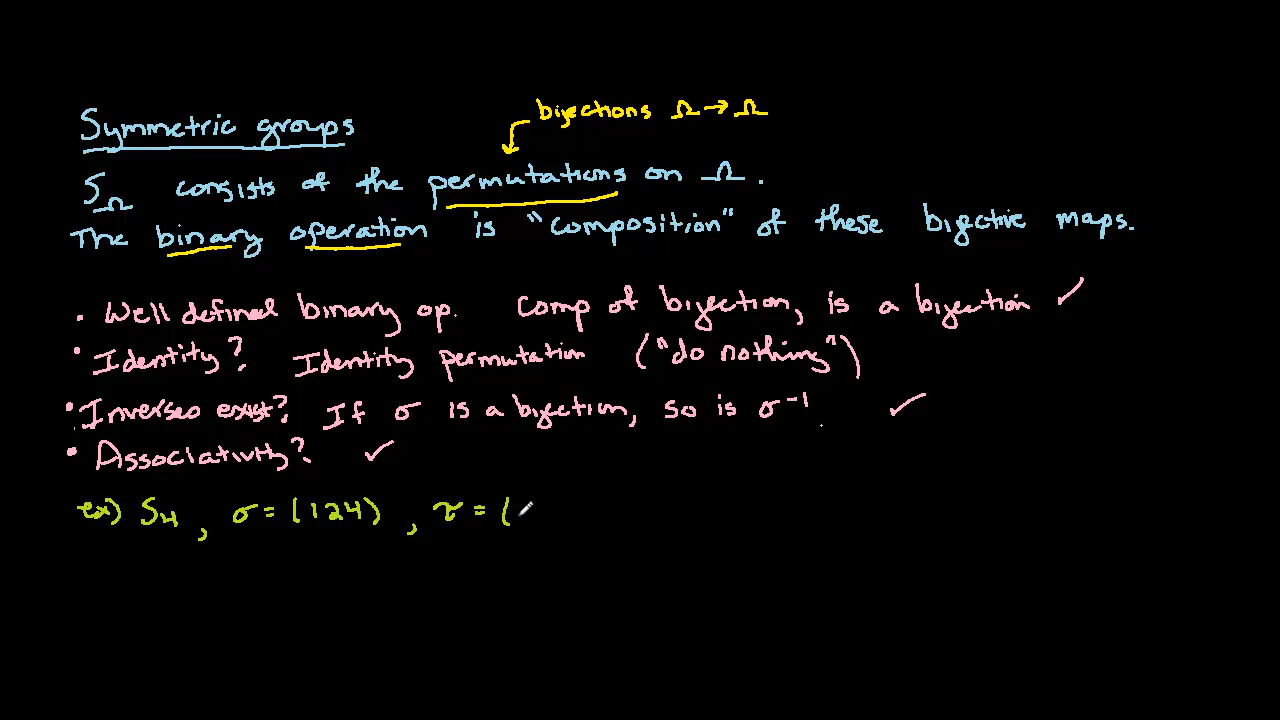 bijections Ω → Ω
Symmetric groups
S_Ω consists of the permutations on Ω.
The binary operation is "composition" of these bijective maps.
• Well defined binary op. Comp of bijection, is a bijection ✓
• Identity? Identity permutation ("do nothing")
• Inverses exist? If σ is a bijection, so is σ⁻¹. ✓
• Associativity? ✓
ex) S₄, σ = (124), τ = (